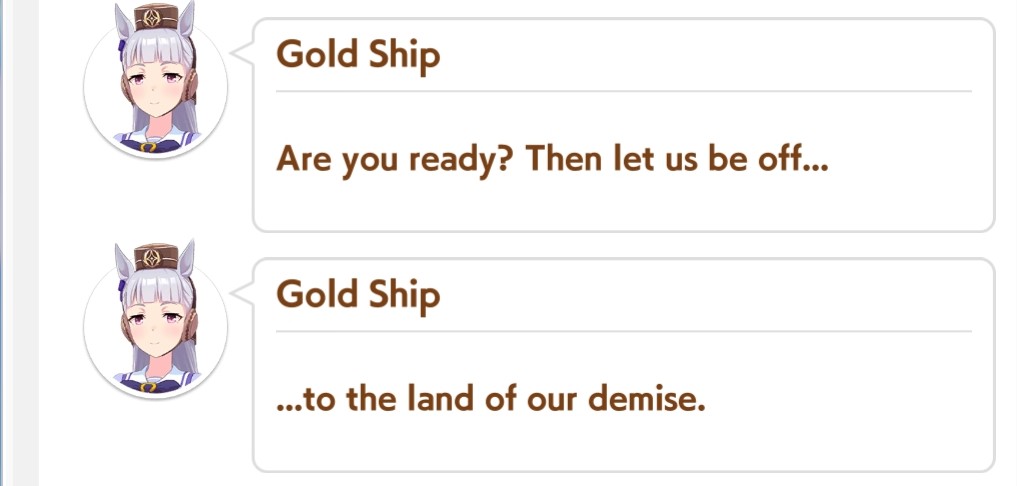 Gold Ship
Are you ready? Then let us be off...
Gold Ship
...to the land of our demise.